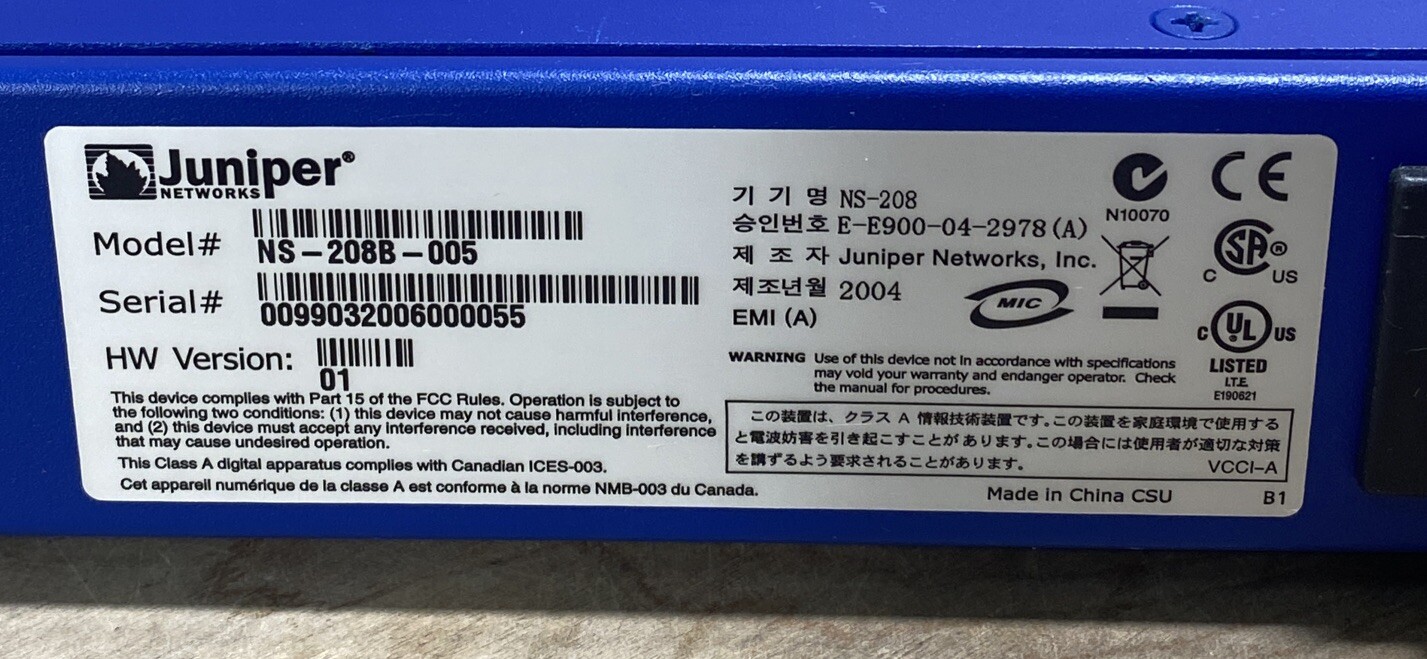 Juniper®
NETWORKS
Model#
NS-208B-005
Serial#
0099032006000055
HW Version:
01
This device complies with Part 15 of the FCC Rules. Operation is subject to
the following two conditions: (1) this device may not cause harmful interference,
and (2) this device must accept any interference received, including interference
that may cause undesired operation.
This Class A digital apparatus complies with Canadian ICES-003.
Cet appareil numérique de la classe A est conforme à la norme NMB-003 du Canada.
기 기 명 NS-208
승인번호 E-E900-04-2978 (A)
제 조 자 Juniper Networks, Inc.
제조년월 2004
EMI (A)
MIC
N10070
CE
C SA® US
C UL US
LISTED
I.T.E.
E190621
WARNING Use of this device not in accordance with specifications
may void your warranty and endanger operator. Check
the manual for procedures.
この装置は、クラス A 情報技術装置です。この装置を家庭環境で使用する
と電波妨害を引き起こすことが あります。この場合には使用者が適切な対策
を講ずるよう要求されることがあります。
VCCI-A
Made in China CSU
B1